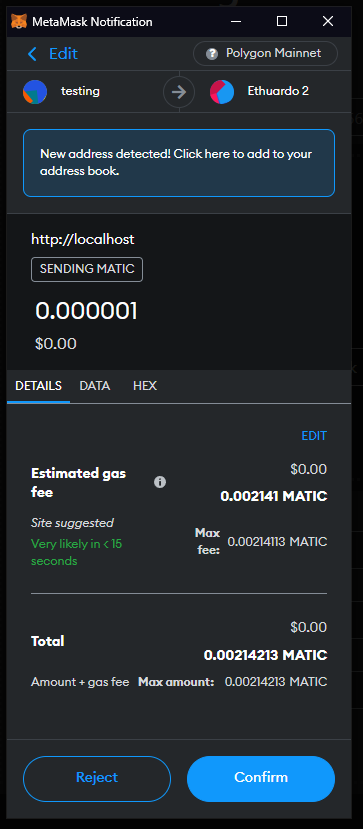 MetaMask Notification
Edit
Polygon Mainnet
testing
Ethuardo 2
New address detected! Click here to add to your
address book.
http://localhost
SENDING MATIC
0.000001
$0.00
DETAILS DATA HEX
EDIT
Estimated gas
fee
$0.00
0.002141 MATIC
Site suggested
Very likely in < 15
seconds
Max
fee:
0.00214113 MATIC
Total
$0.00
0.00214213 MATIC
Amount + gas fee Max amount: 0.00214213 MATIC
Reject
Confirm